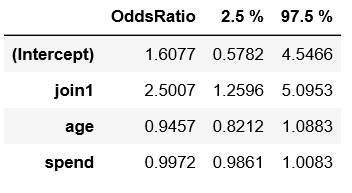 OddsRatio 2.5 % 97.5 %
(Intercept) 1.6077 0.5782 4.5466
join1 2.5007 1.2596 5.0953
age 0.9457 0.8212 1.0883
spend 0.9972 0.9861 1.0083